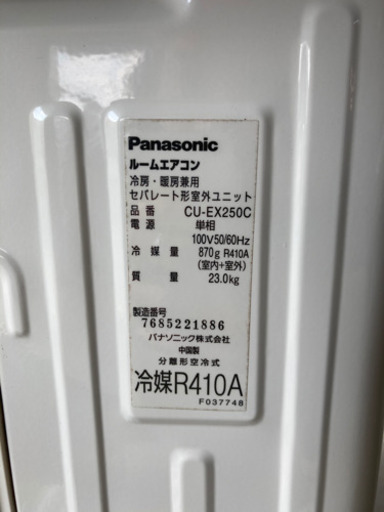 Panasonic
ルームエアコン
冷房・暖房兼用
セパレート形室外ユニット
品番 CU-EX250C
電源 単相
100V50/60Hz
冷媒量 870g R410A
(室内+室外)
質量 23.0kg
製造番号
7685221886
パナソニック株式会社
中国製
分離形空冷式
冷媒R410A
F037748